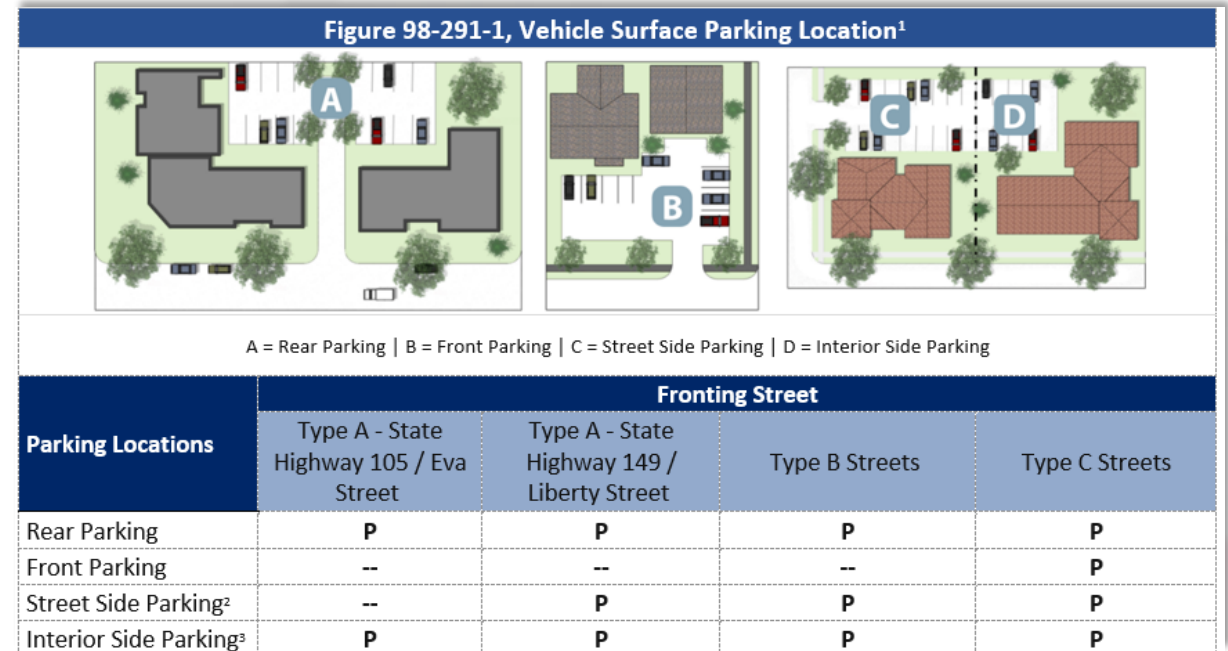 Figure 98-291-1, Vehicle Surface Parking Location¹
A
B
C
D
A = Rear Parking | B = Front Parking | C = Street Side Parking | D = Interior Side Parking
Parking Locations
Fronting Street
Type A - State
Highway 105 / Eva
Street
Type A - State
Highway 149 /
Liberty Street
Type B Streets
Type C Streets
Rear Parking P P P P
Front Parking -- -- -- P
Street Side Parking² -- P P P
Interior Side Parking³ P P P P